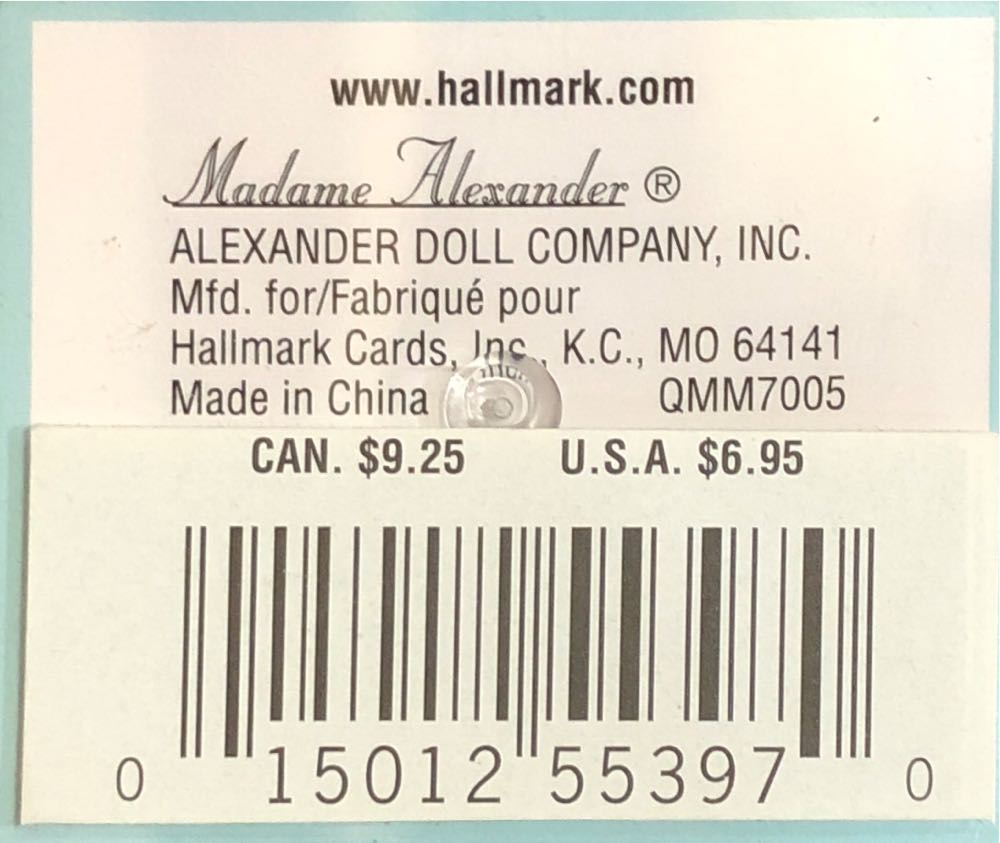 www.hallmark.com
Madame Alexander ®
ALEXANDER DOLL COMPANY, INC.
Mfd. for/Fabriqué pour
Hallmark Cards, Inc., K.C., MO 64141
Made in China QMM7005
CAN. $9.25 U.S.A. $6.95
0 15012 55397 0